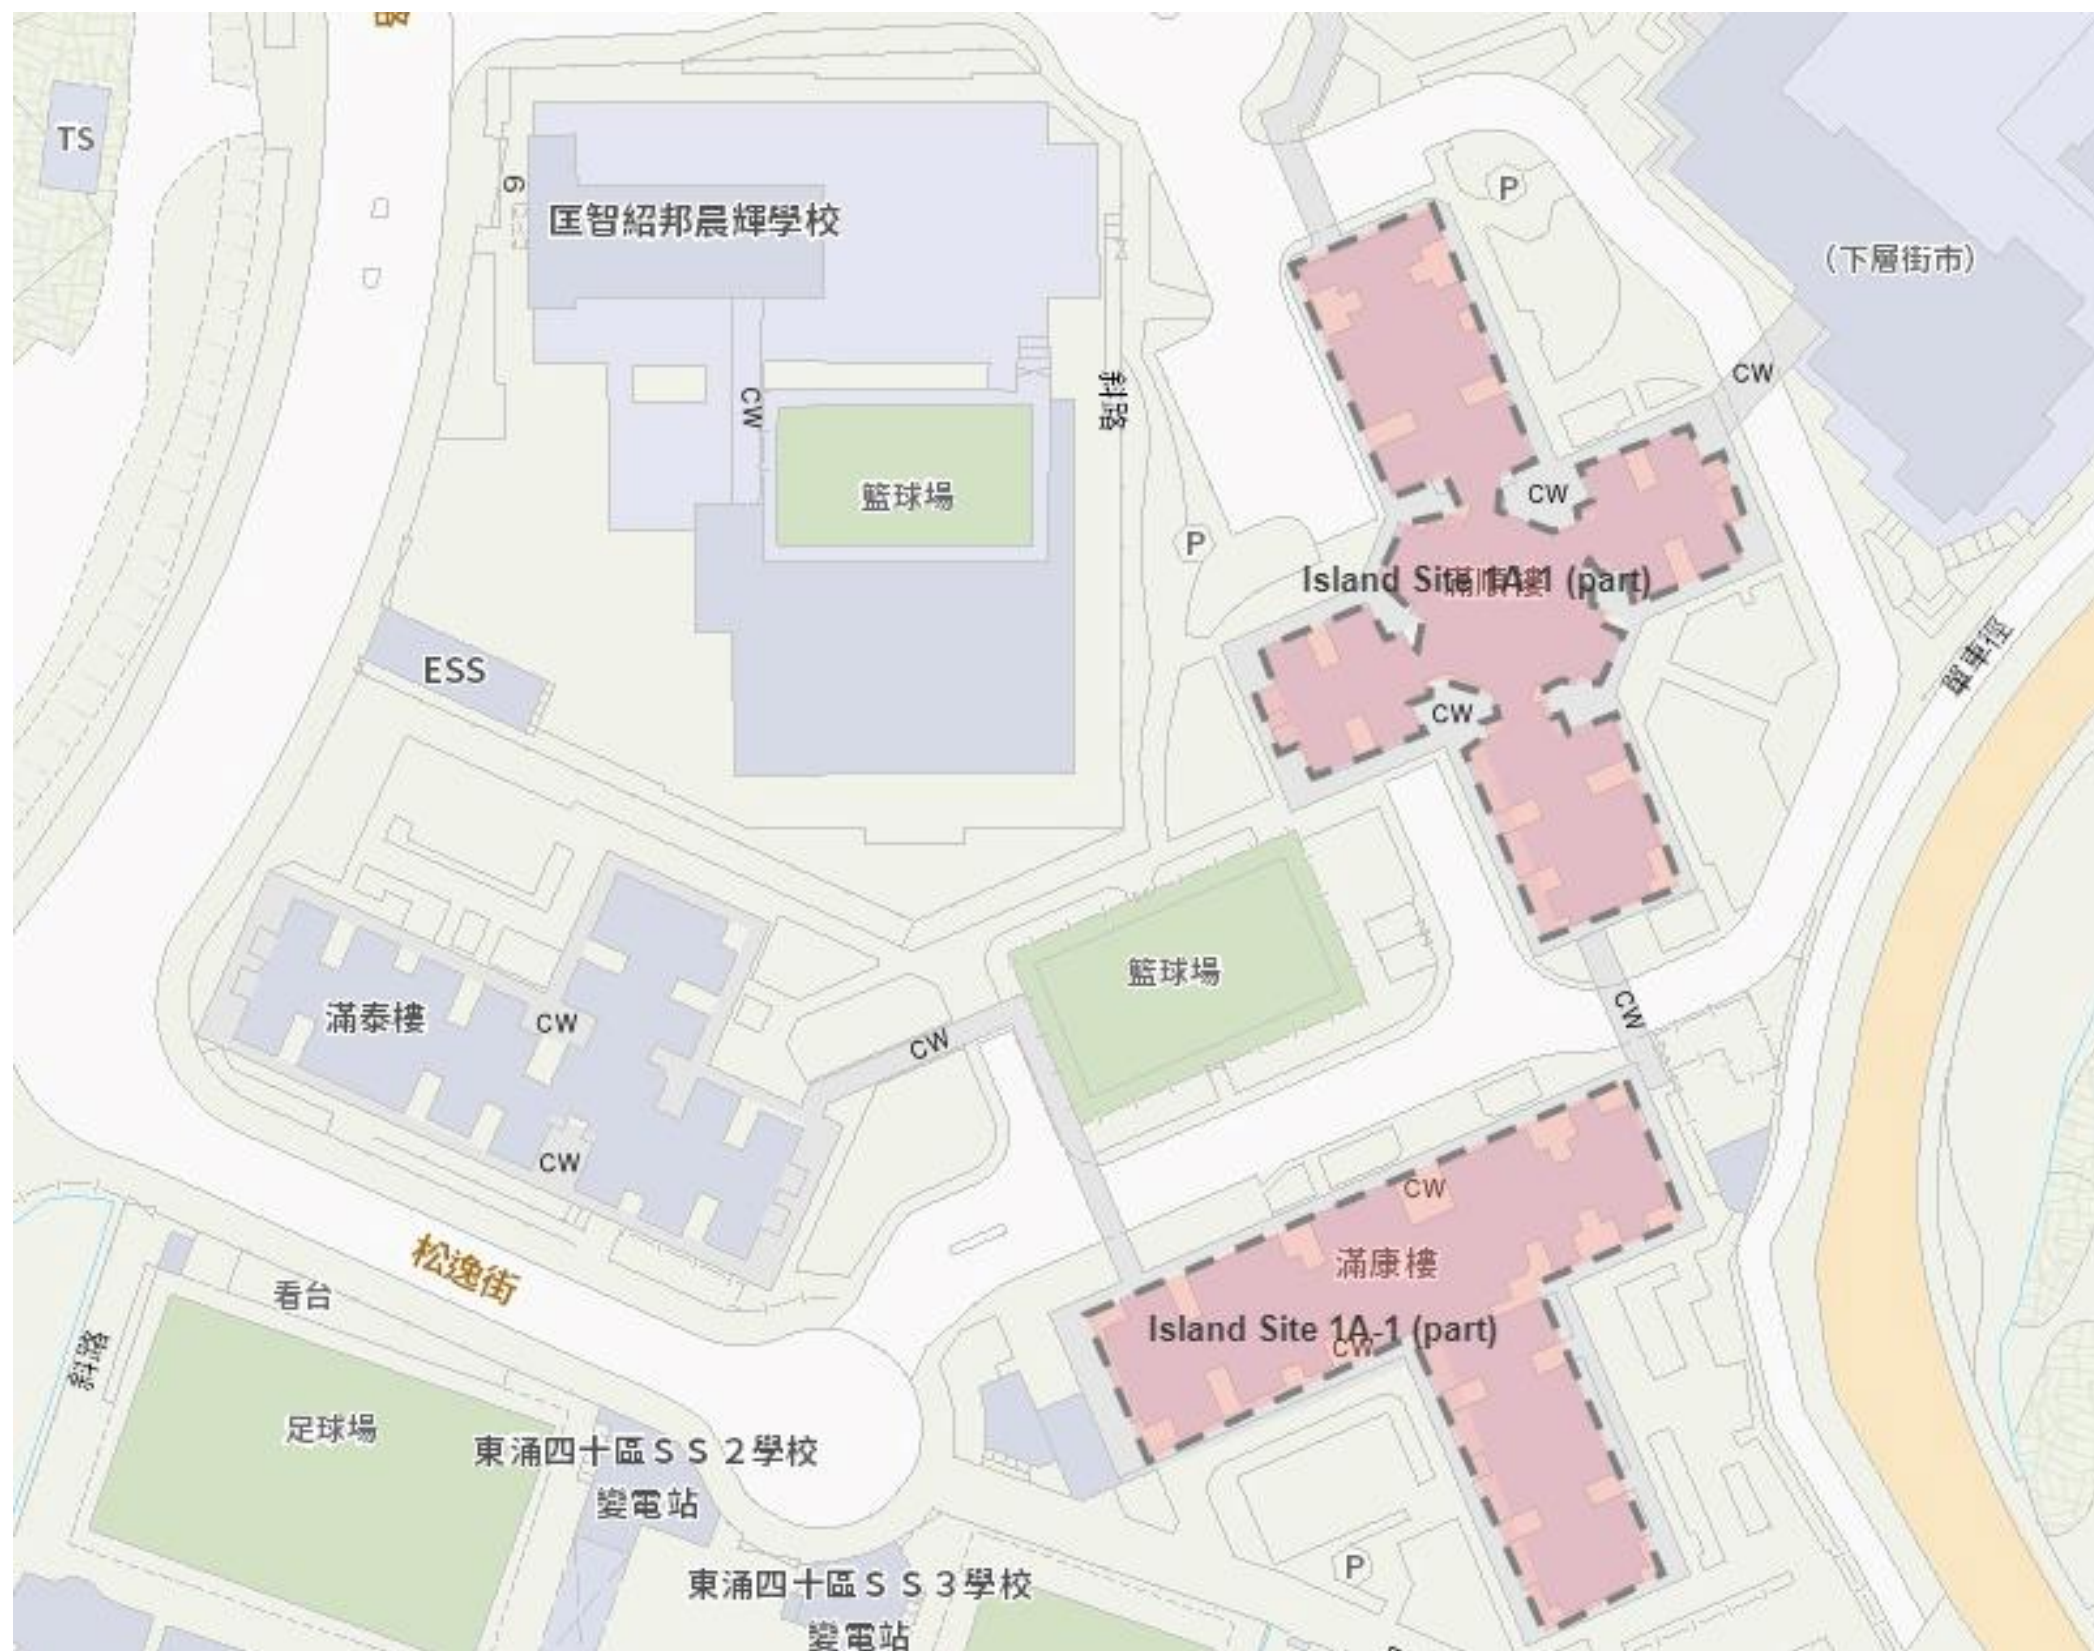 TS
6
匡智紹邦晨輝學校
P
(下層街市)
CW
CW
斜路
籃球場
CW
P
Island Site 1A-1 (part)
滿順樓
ESS
CW
單車徑
籃球場
滿泰樓
CW
CW
CW
CW
CW
滿康樓
松逸街
看台
Island Site 1A-1 (part)
CW
斜路
足球場
東涌四十區ＳＳ２學校
變電站
P
東涌四十區ＳＳ３學校
變電站